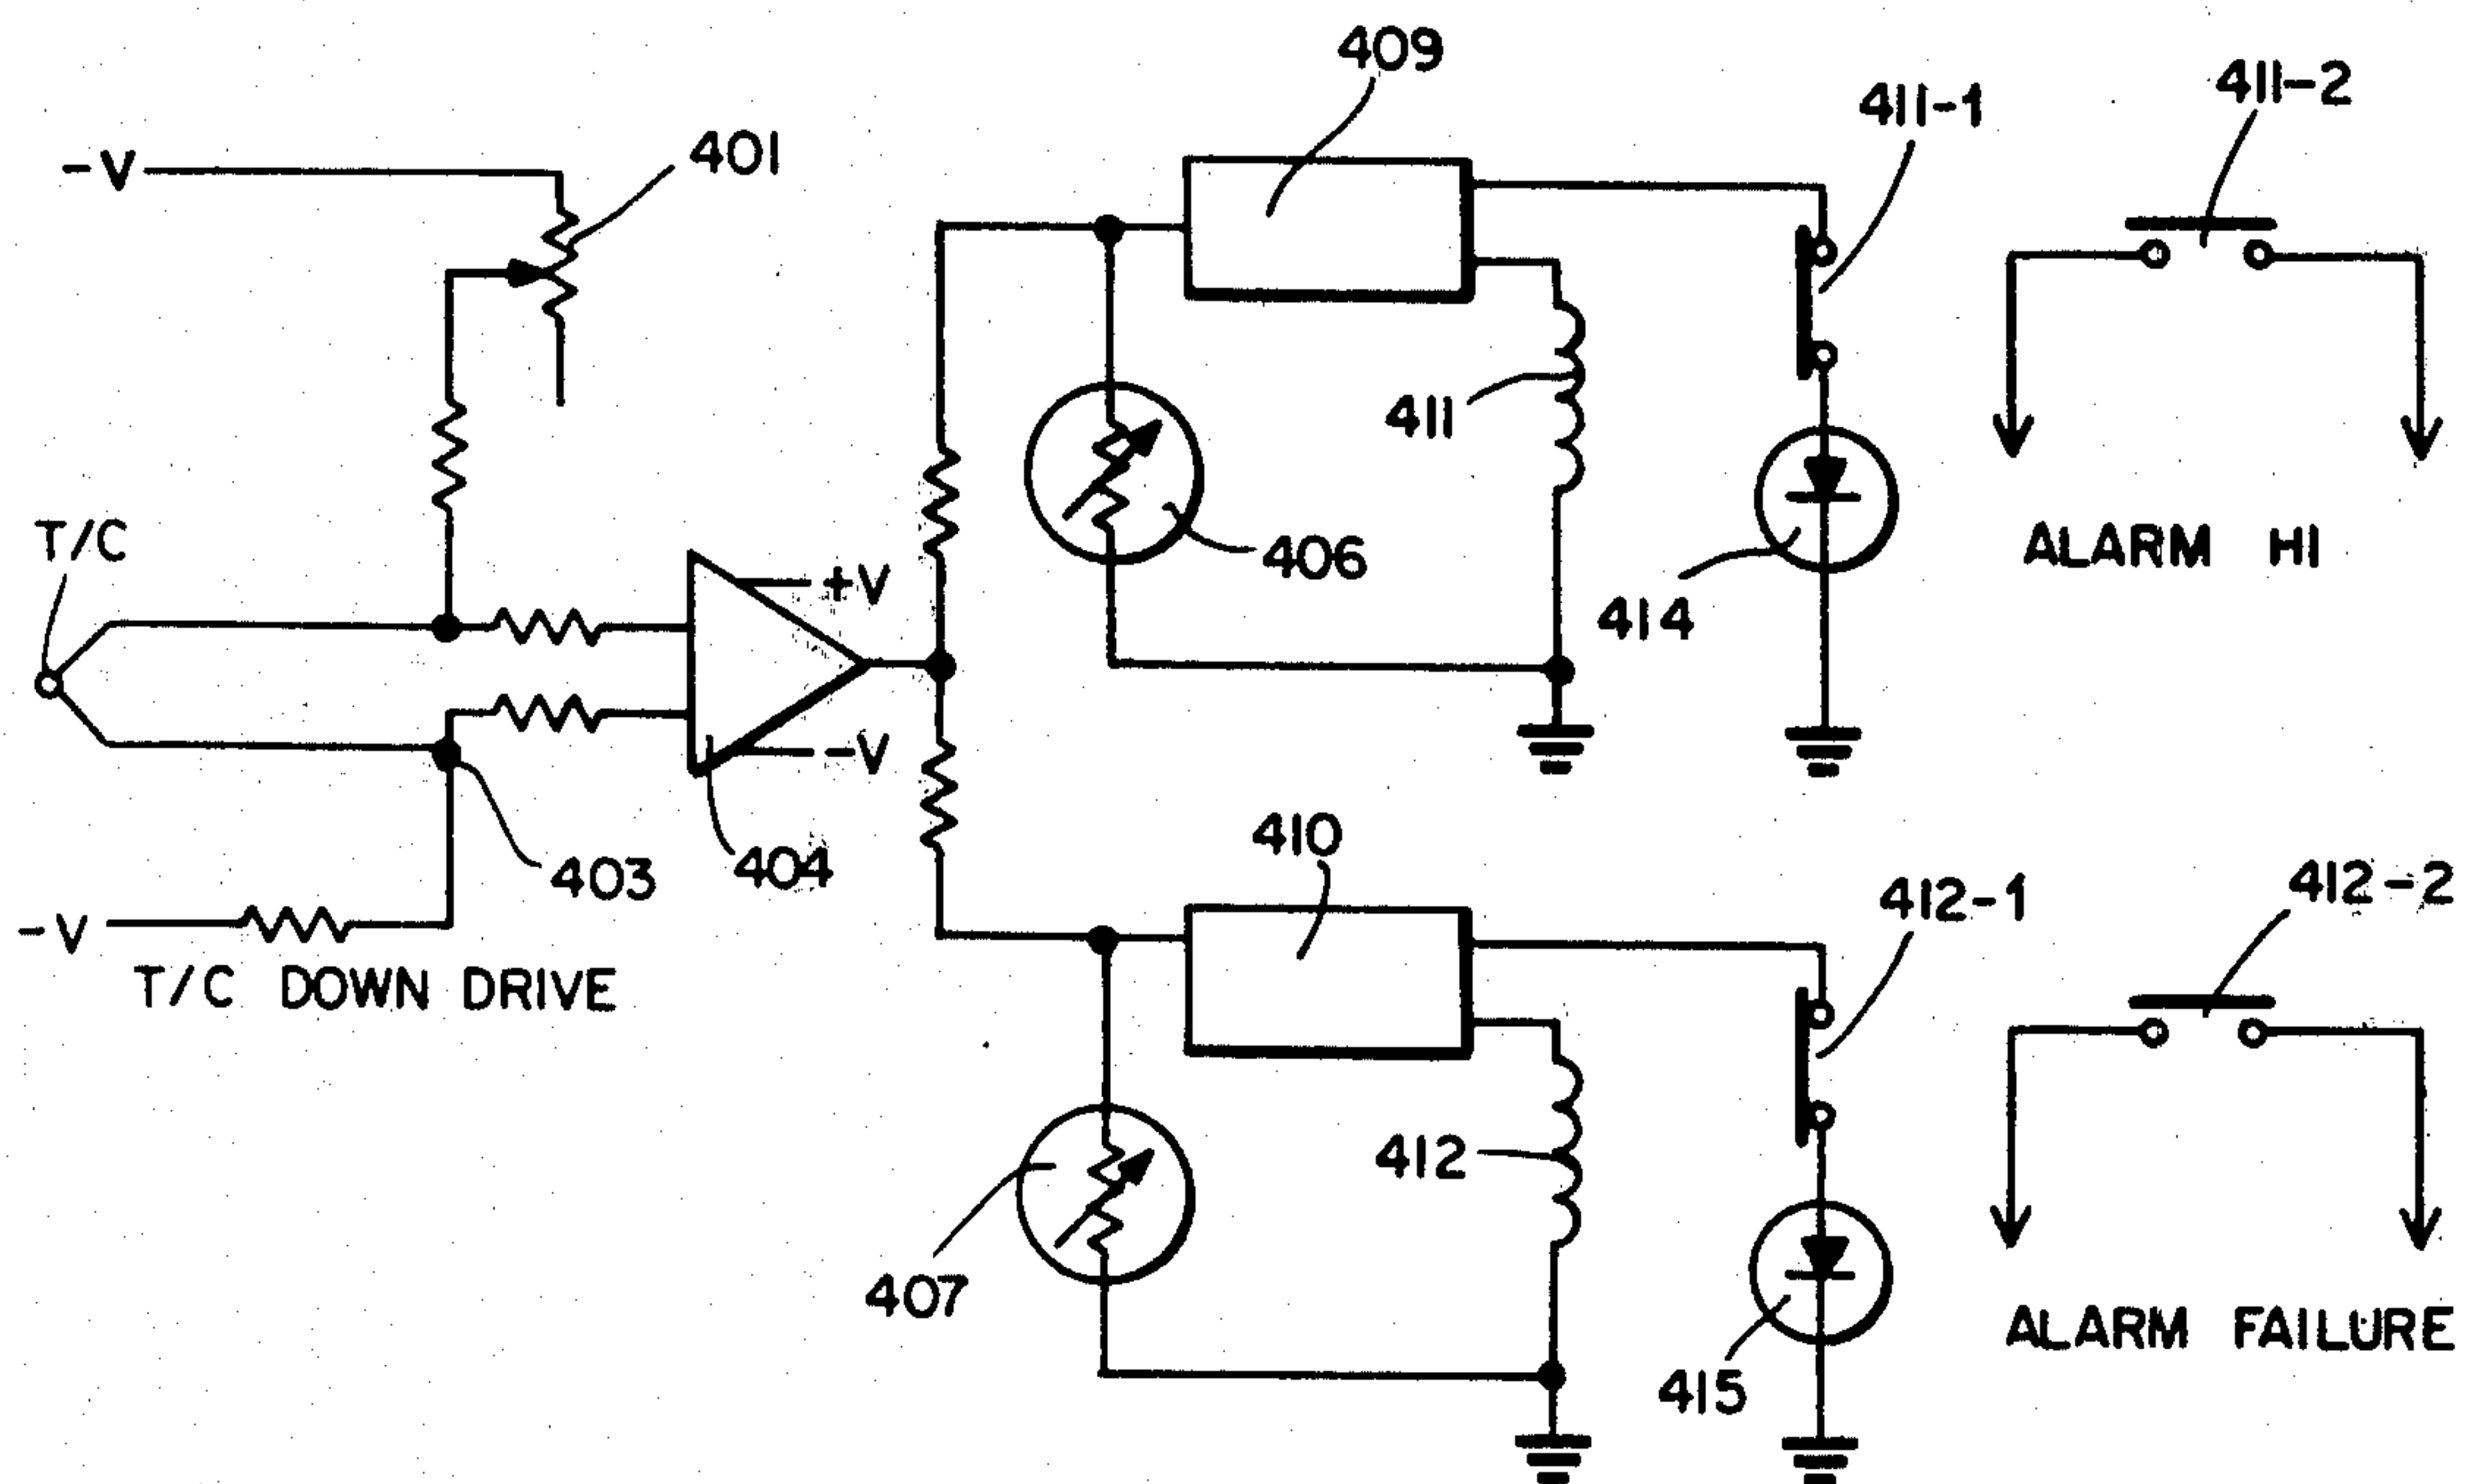 409
411-2
411-1
-V
401
T/C
411
+V
406
ALARM HI
414
-V
410
403
404
412-1
412-2
-V
T/C DOWN DRIVE
412
407
ALARM FAILURE
415